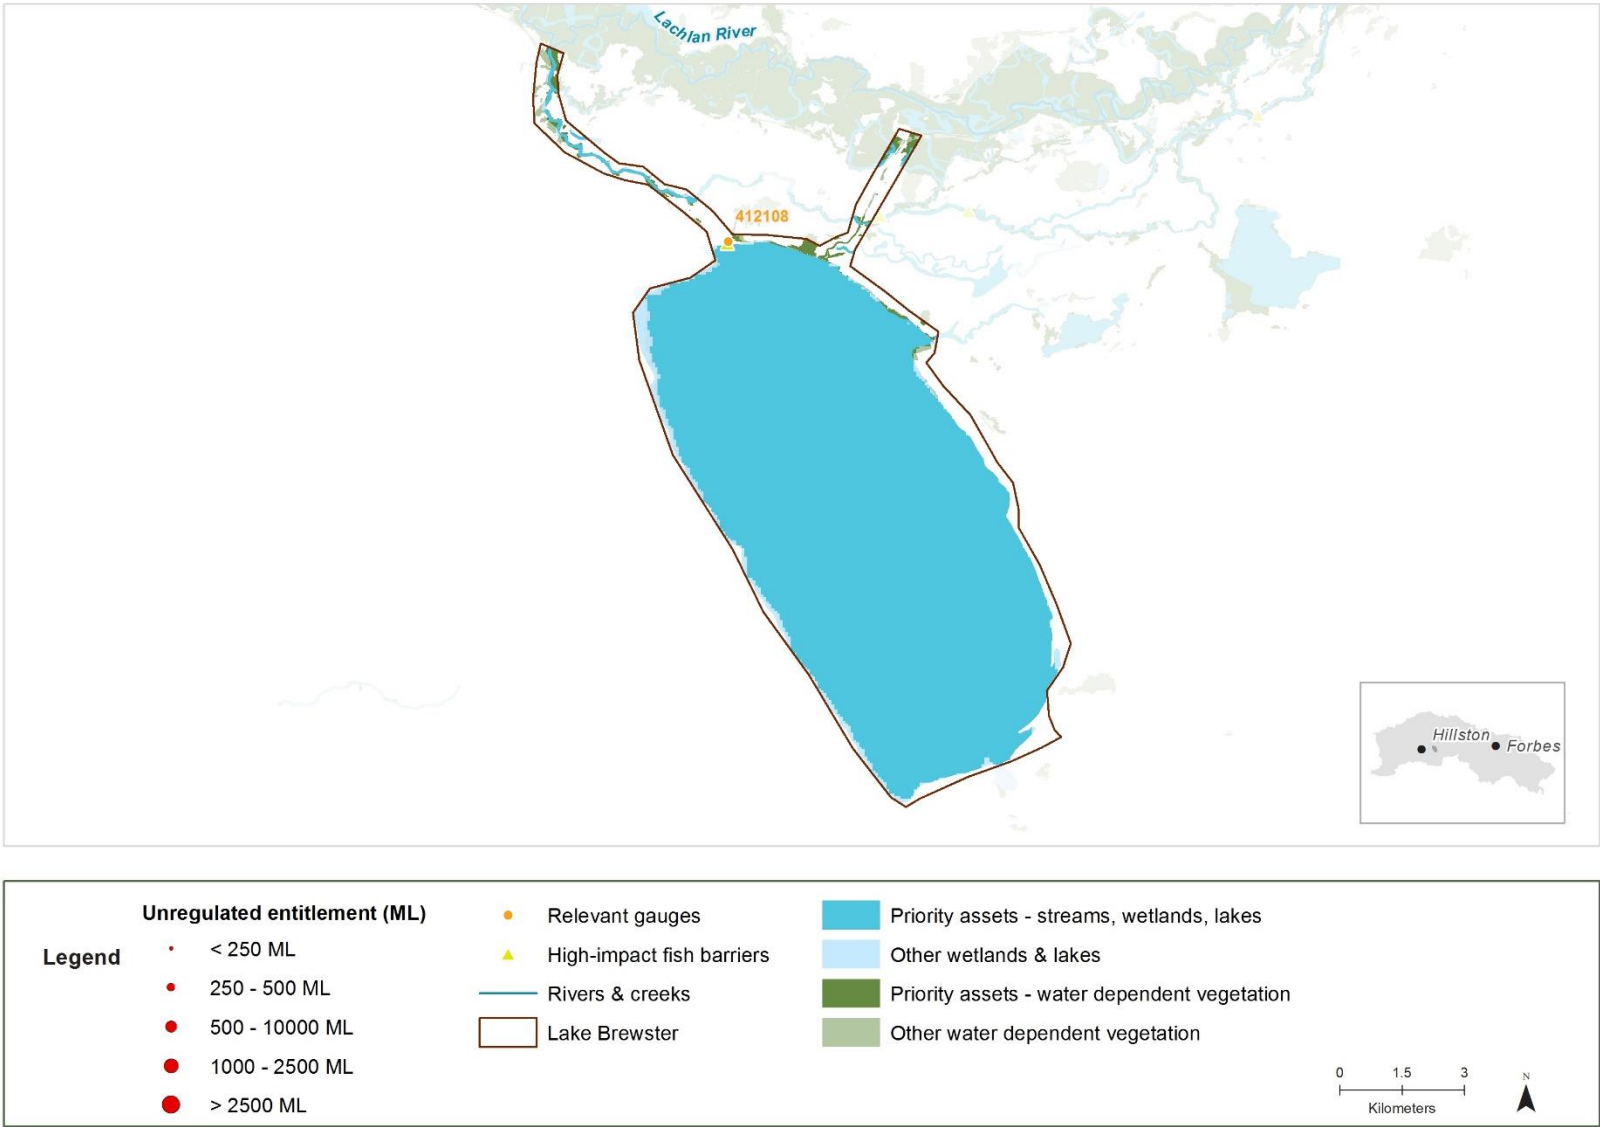 Lachlan River
412108
Hillston
Forbes
Legend
Unregulated entitlement (ML)
< 250 ML
250 - 500 ML
500 - 10000 ML
1000 - 2500 ML
> 2500 ML
Relevant gauges
High-impact fish barriers
Rivers & creeks
Lake Brewster
Priority assets - streams, wetlands, lakes
Other wetlands & lakes
Priority assets - water dependent vegetation
Other water dependent vegetation
0 1.5 3
Kilometers
N